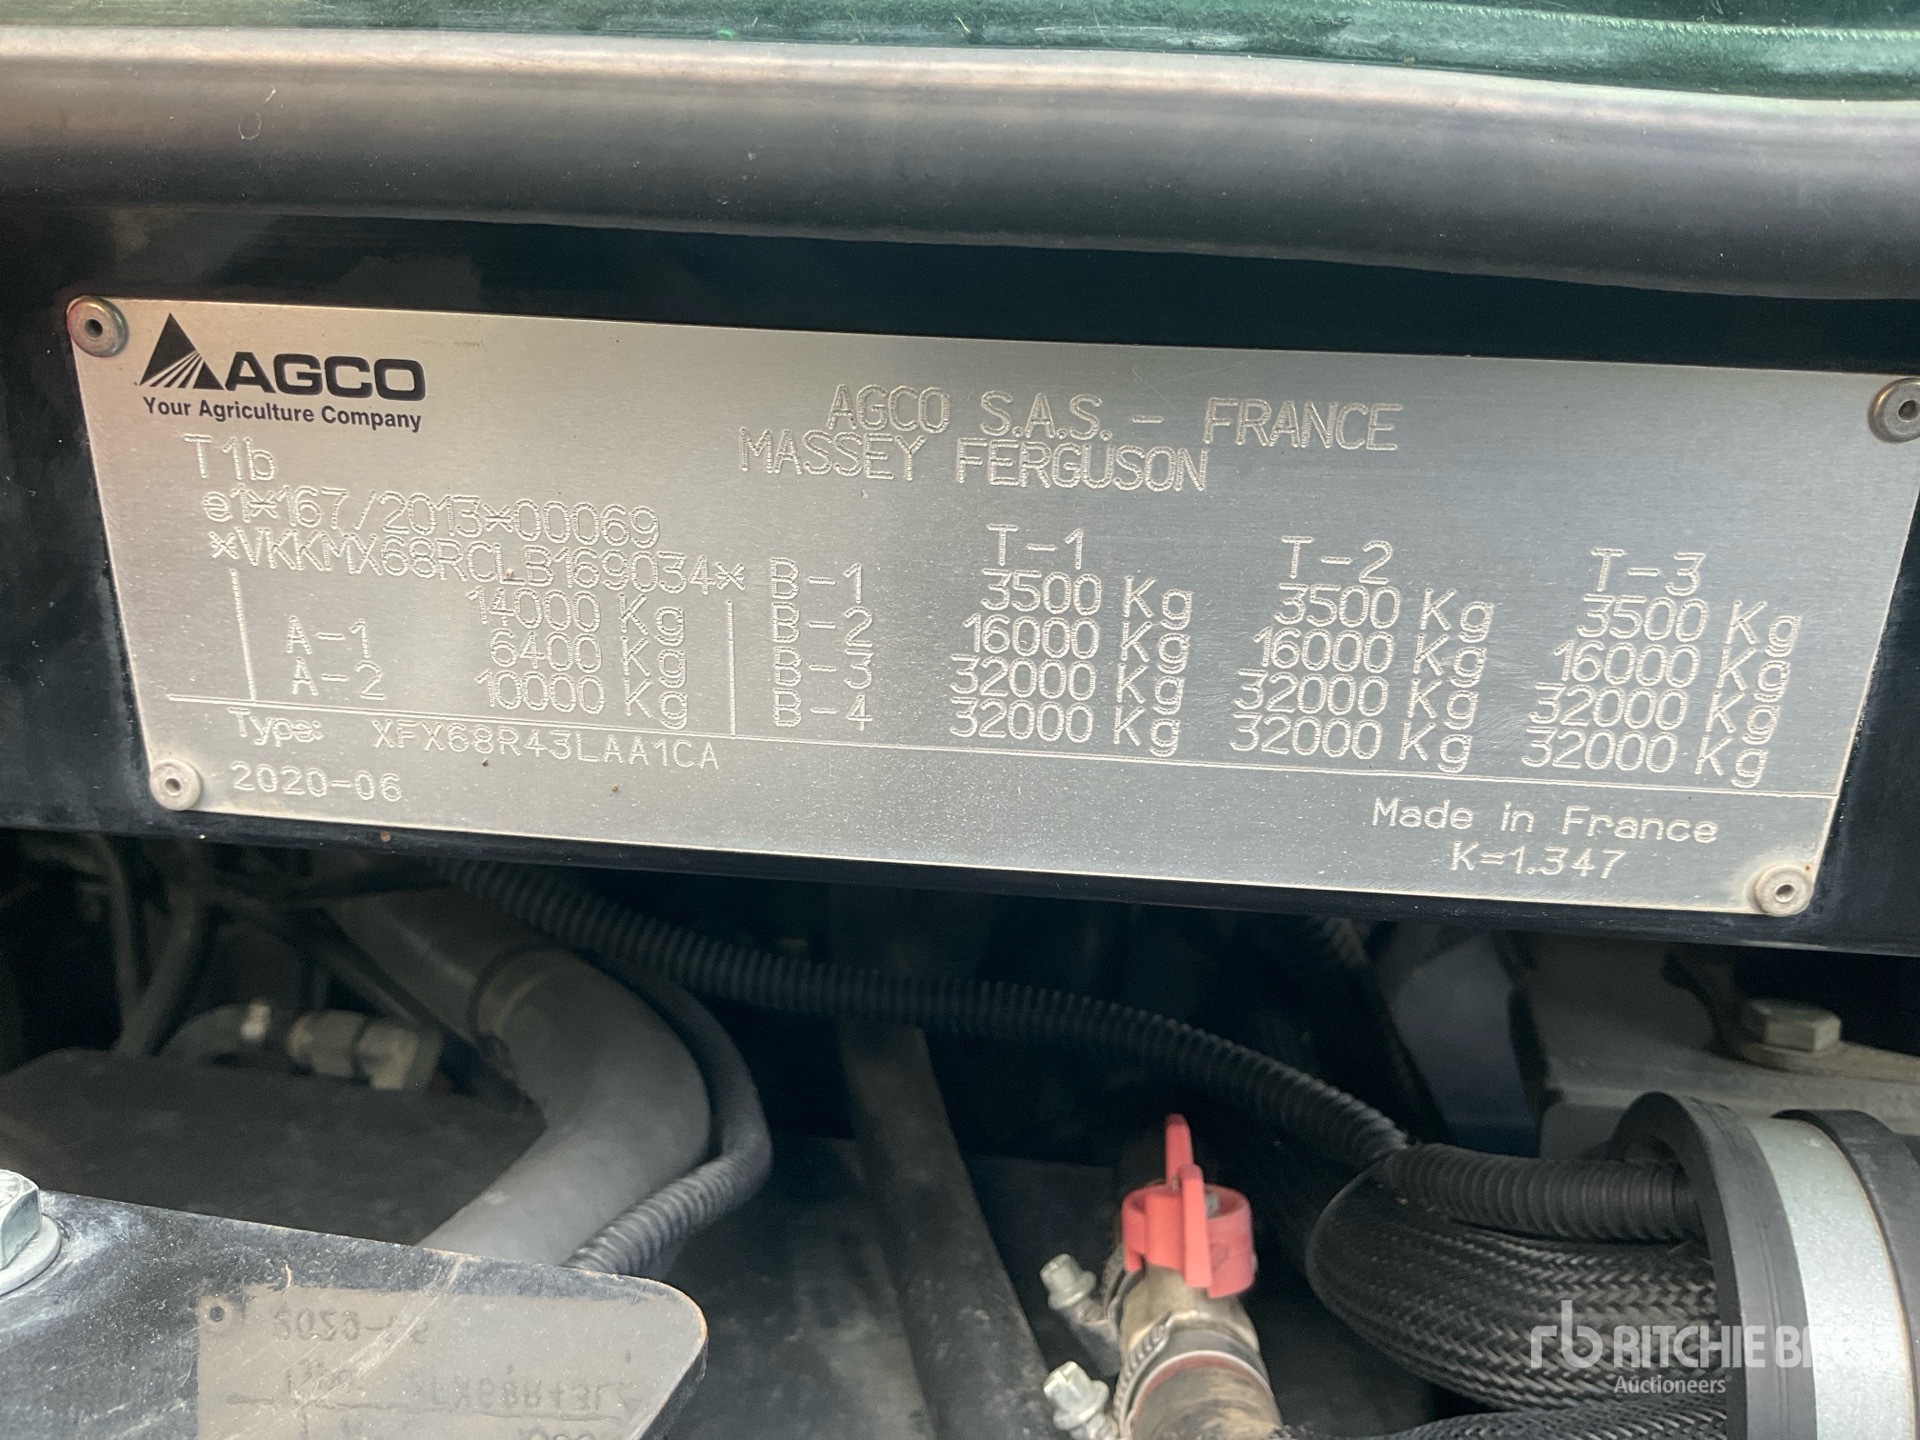 AGCO
Your Agriculture Company
AGCO S.A.S. - FRANCE
MASSEY FERGUSON
T1b
e1*167/2013*00069
*VKKMX68RCLB169034*
T-1 T-2 T-3
14000 Kg B-1 3500 Kg 3500 Kg 3500 Kg
A-1 6400 Kg B-2 16000 Kg 16000 Kg 16000 Kg
A-2 10000 Kg B-3 32000 Kg 32000 Kg 32000 Kg
B-4 32000 Kg 32000 Kg 32000 Kg
Type: XFX68R43LAA1CA
2020-06
Made in France
K=1.347
rb RITCHIE
Auctioneers